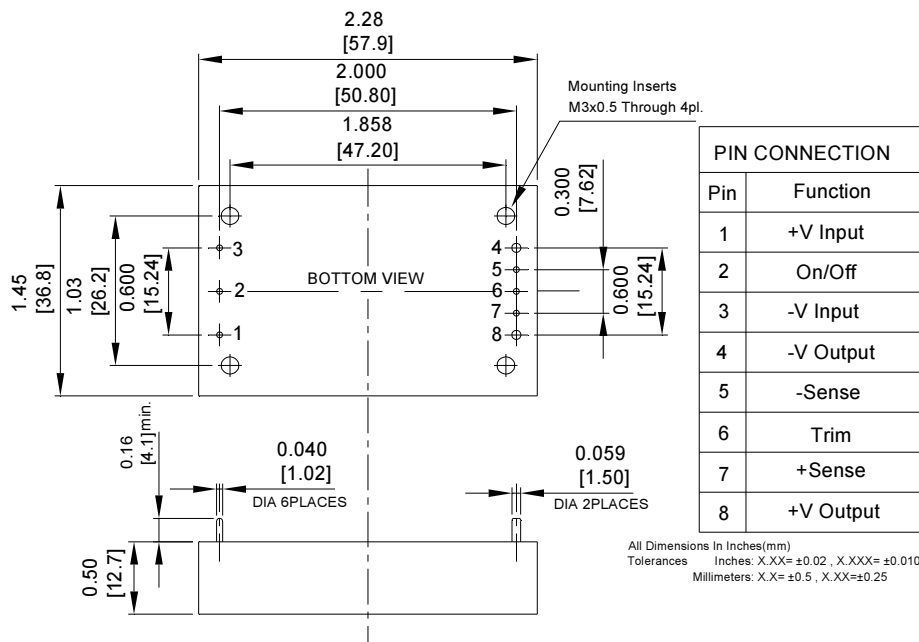 2.28
[57.9]
2.000
[50.80]
1.858
[47.20]
Mounting Inserts
M3x0.5 Through 4pl.
0.300
[7.62]
1.45
[36.8]
1.03
[26.2]
0.600
[15.24]
3
2
1
BOTTOM VIEW
4
5
6
7
8
0.600
[15.24]
PIN CONNECTION
Pin Function
1 +V Input
2 On/Off
3 -V Input
4 -V Output
5 -Sense
6 Trim
7 +Sense
8 +V Output
0.16
[4.1]min.
0.040
[1.02]
DIA 6PLACES
0.059
[1.50]
DIA 2PLACES
0.50
[12.7]
All Dimensions In Inches(mm)
Tolerances Inches: X.XX= ±0.02 , X.XXX= ±0.010
Millimeters: X.X= ±0.5 , X.XX=±0.25